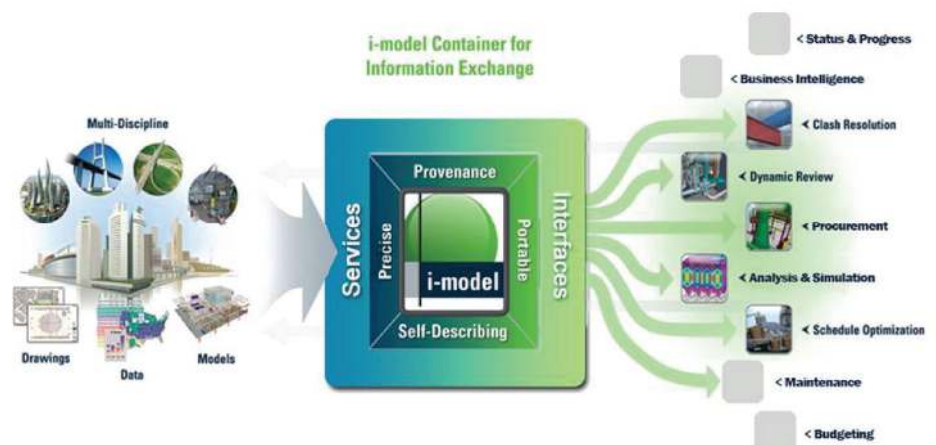 i-model Container for
Information Exchange
Multi-Discipline
Drawings
Data
Models
Services
Provenance
Precise
i-model
Portable
Self-Describing
Interfaces
< Status & Progress
< Business Intelligence
< Clash Resolution
< Dynamic Review
< Procurement
< Analysis & Simulation
< Schedule Optimization
< Maintenance
< Budgeting